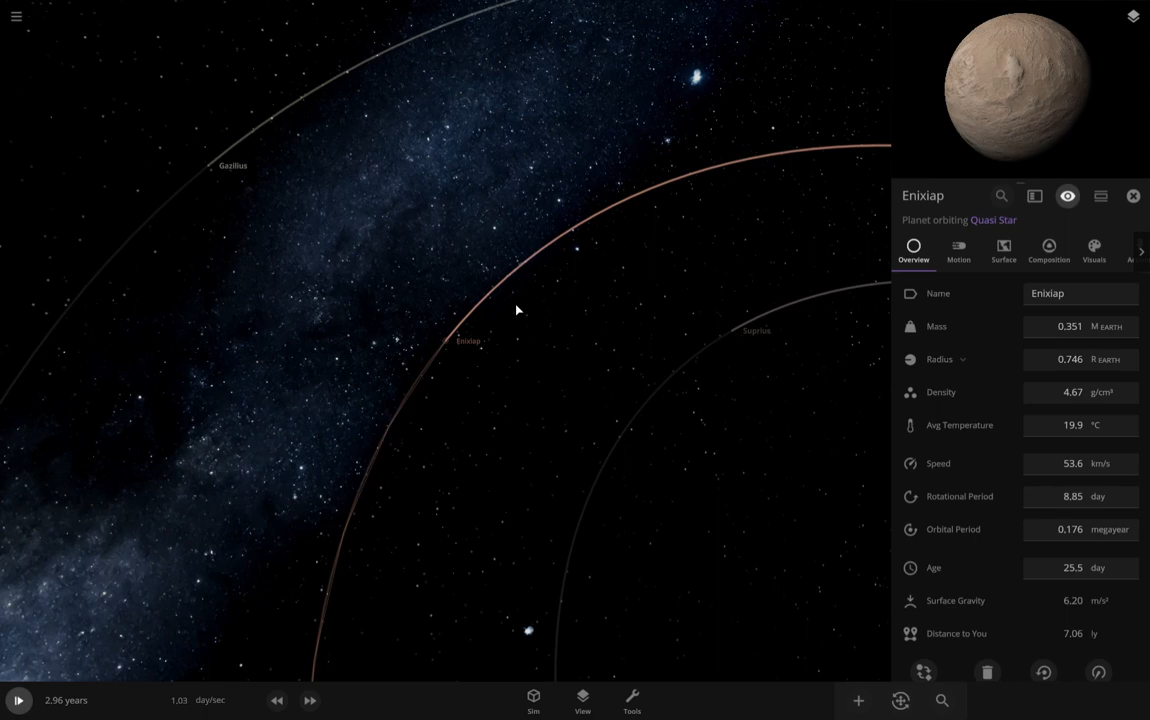 Gazilius
Enixiap
Suprius
Enixiap
Planet orbiting Quasi Star
Overview
Motion
Surface
Composition
Visuals
Name
Enixiap
Mass
0.351 M EARTH
Radius
0.746 R EARTH
Density
4.67 g/cm³
Avg Temperature
19.9 °C
Speed
53.6 km/s
Rotational Period
8.85 day
Orbital Period
0.176 megayear
Age
25.5 day
Surface Gravity
6.20 m/s²
Distance to You
7.06 ly
2.96 years
1.03 day/sec
Sim
View
Tools